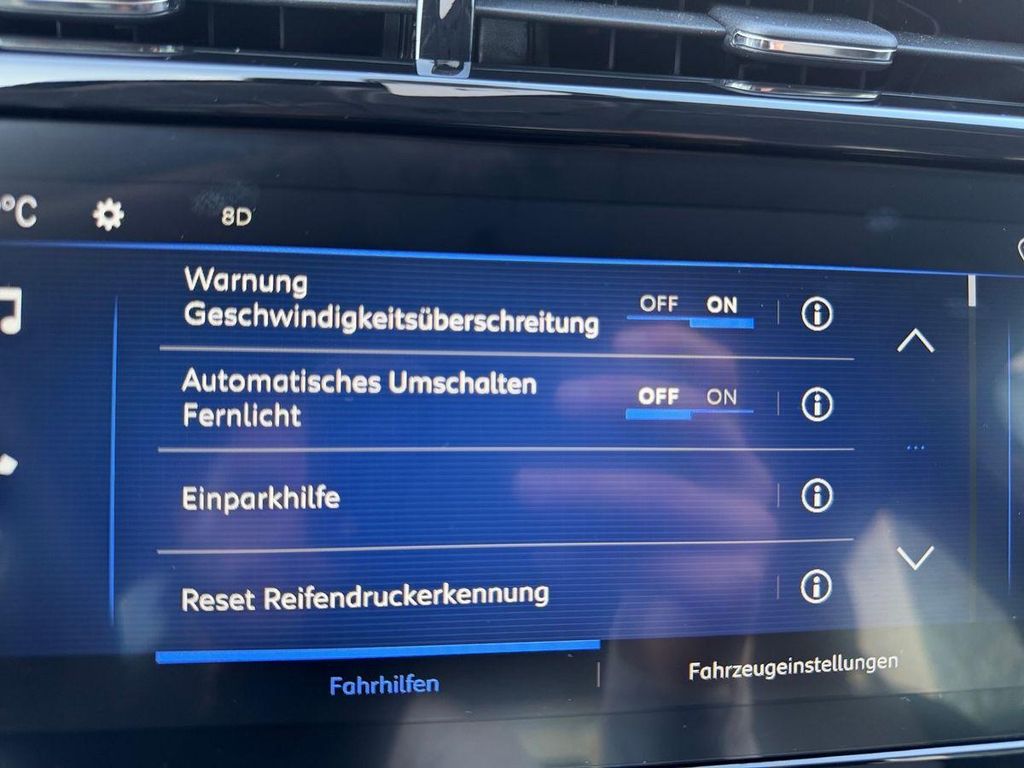 °C
8D
Warnung
Geschwindigkeitsüberschreitung
OFF ON
Automatisches Umschalten
Fernlicht
OFF ON
Einparkhilfe
Reset Reifendruckerkennung
Fahrhilfen
Fahrzeugeinstellungen